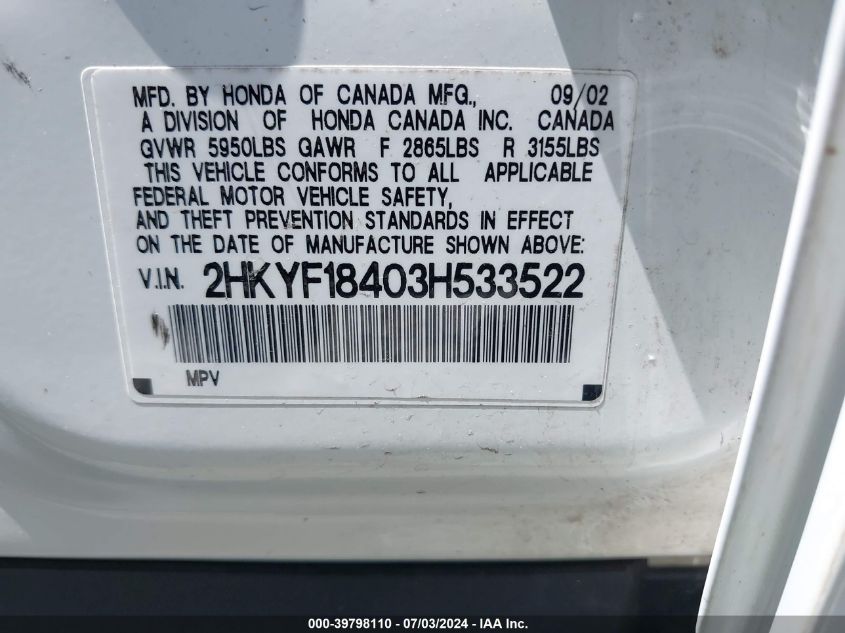 MFD. BY HONDA OF CANADA MFG., 09/02
A DIVISION OF HONDA CANADA INC. CANADA
GVWR 5950LBS GAWR F 2865LBS R 3155LBS
THIS VEHICLE CONFORMS TO ALL APPLICABLE
FEDERAL MOTOR VEHICLE SAFETY,
AND THEFT PREVENTION STANDARDS IN EFFECT
ON THE DATE OF MANUFACTURE SHOWN ABOVE:
V.I.N. 2HKYF18403H533522
MPV
000-39798110 / 07/03/2024 - IAA Inc.